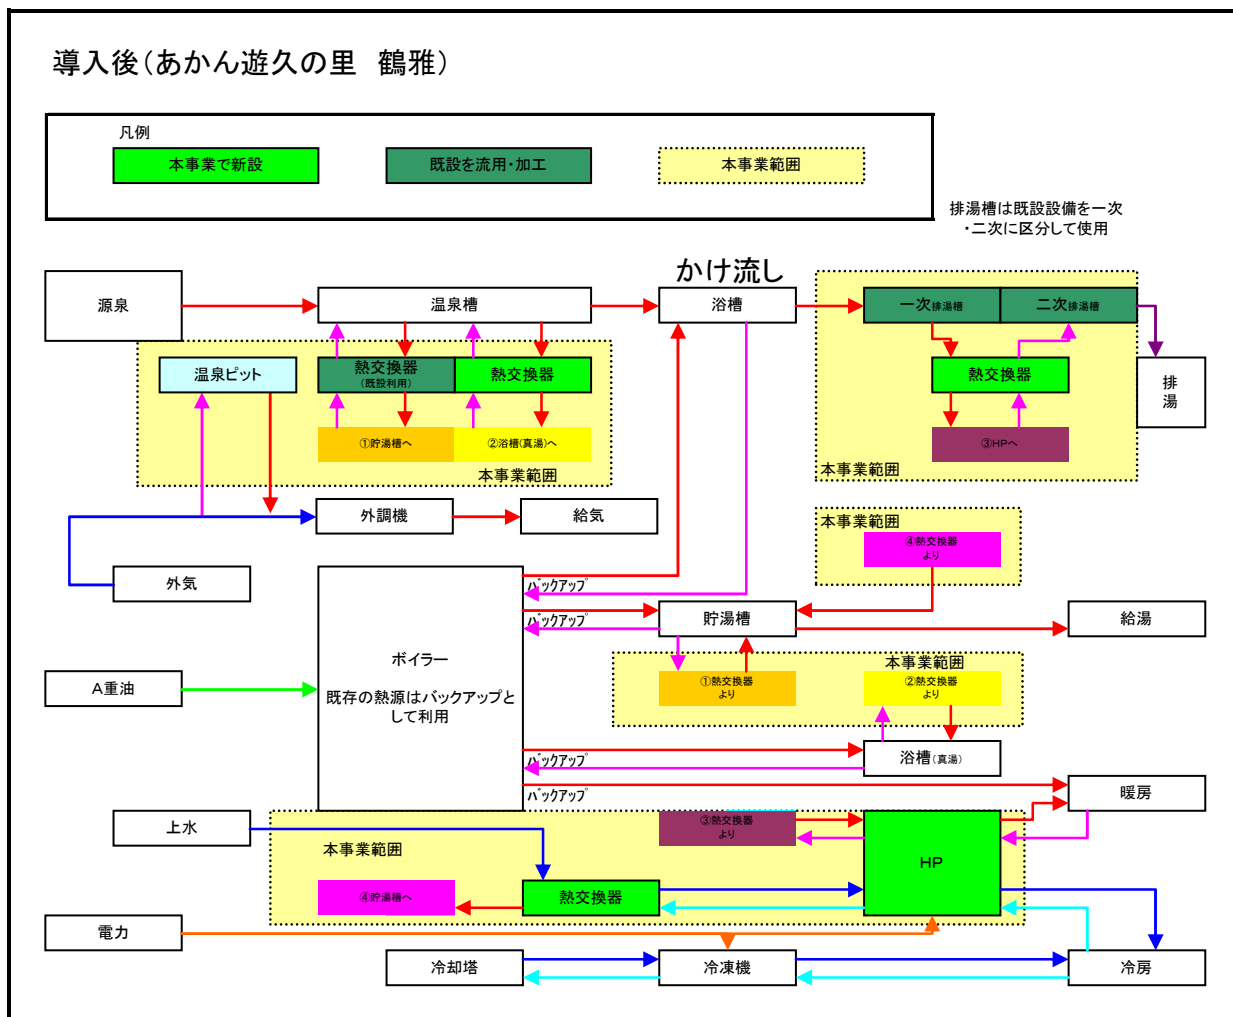 導入後(あかん遊久の里　鶴雅)
凡例
本事業で新設
既設を流用・加工
本事業範囲
排湯槽は既設設備を一次
・二次に区分して使用
かけ流し
源泉
温泉槽
浴槽
一次排湯槽
二次排湯槽
温泉ピット
熱交換器
(既設利用)
熱交換器
熱交換器
排
湯
①貯湯槽へ
②浴槽(真湯)へ
③HPへ
本事業範囲
本事業範囲
外調機
給気
本事業範囲
④熱交換器
より
外気
バックアップ
バックアップ
貯湯槽
給湯
ボイラー
既存の熱源はバックアップと
して利用
A重油
本事業範囲
①熱交換器
より
②熱交換器
より
バックアップ
浴槽(真湯)
バックアップ
暖房
上水
本事業範囲
③熱交換器
より
HP
④貯湯槽へ
熱交換器
電力
冷却塔
冷凍機
冷房